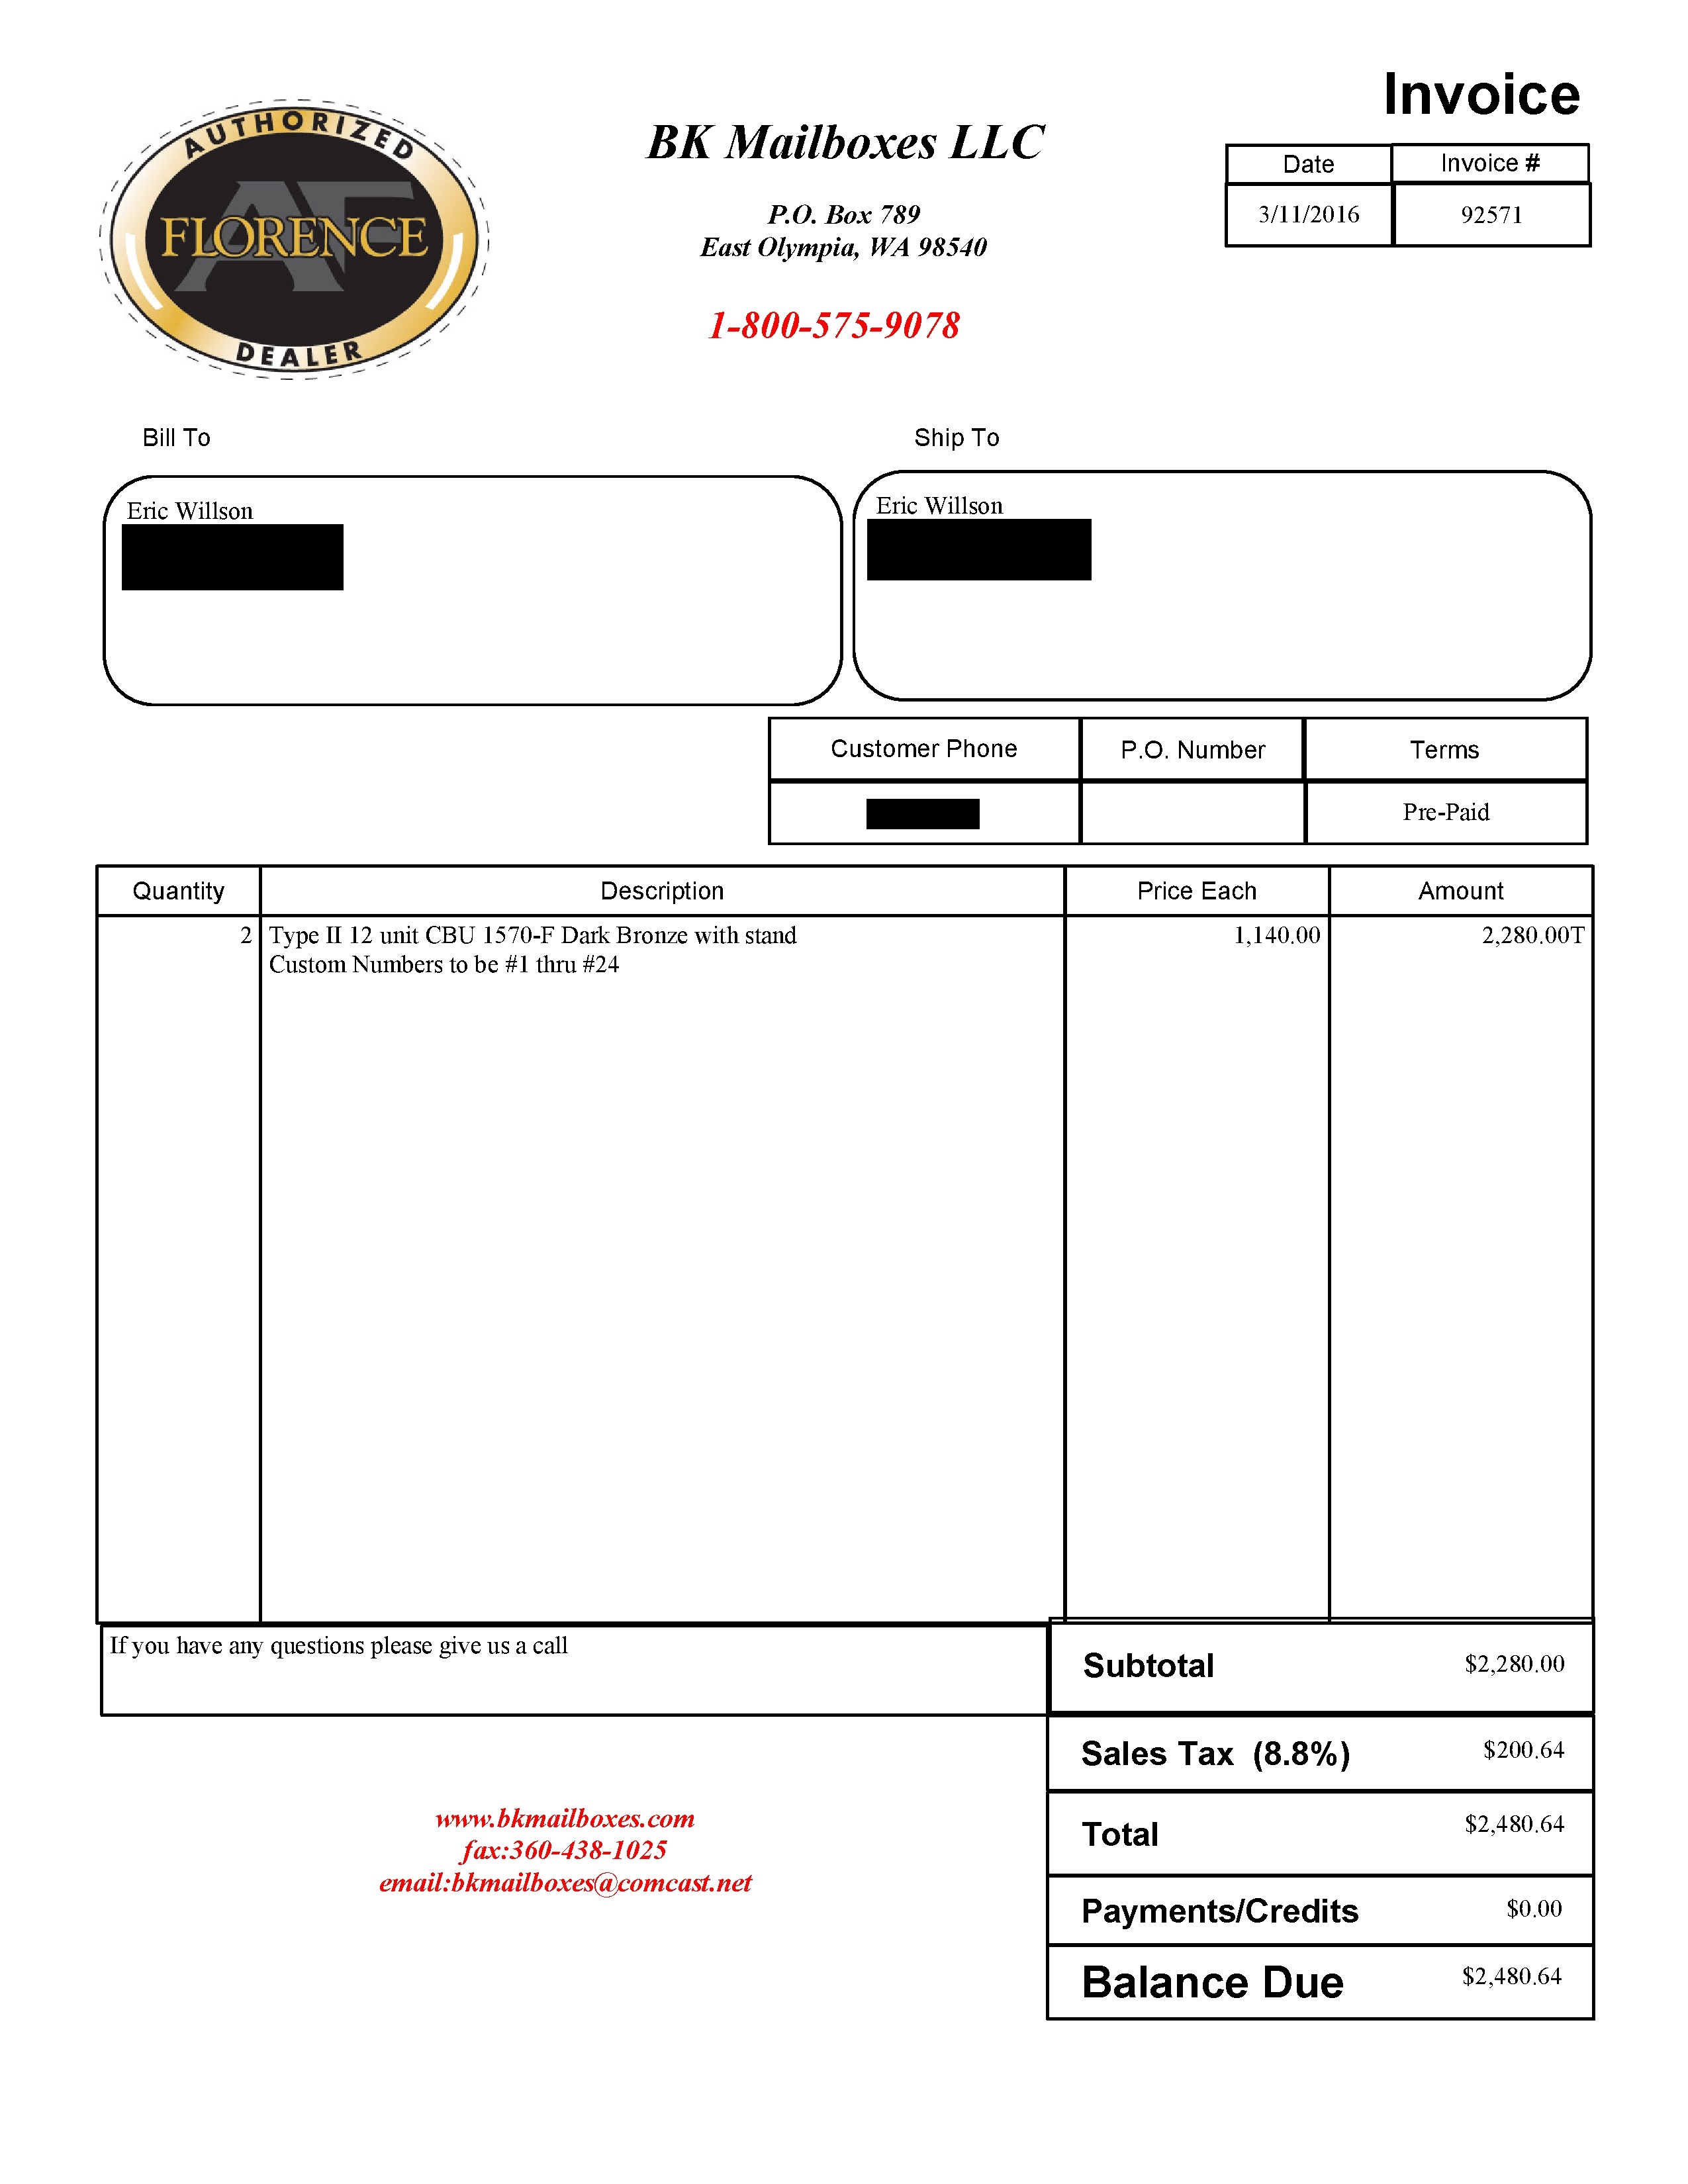 Invoice
AUTHORIZED
AF
FLORENCE
DEALER
BK Mailboxes LLC
P.O. Box 789
East Olympia, WA 98540
1-800-575-9078
Date Invoice #
3/11/2016 92571
Bill To Ship To
Eric Willson
Eric Willson
Customer Phone P.O. Number Terms
Pre-Paid
Quantity Description Price Each Amount
2 Type II 12 unit CBU 1570-F Dark Bronze with stand 1,140.00 2,280.00T
Custom Numbers to be #1 thru #24
If you have any questions please give us a call
Subtotal $2,280.00
Sales Tax (8.8%) $200.64
Total $2,480.64
Payments/Credits $0.00
Balance Due $2,480.64
www.bkmailboxes.com
fax:360-438-1025
email:bkmailboxes@comcast.net